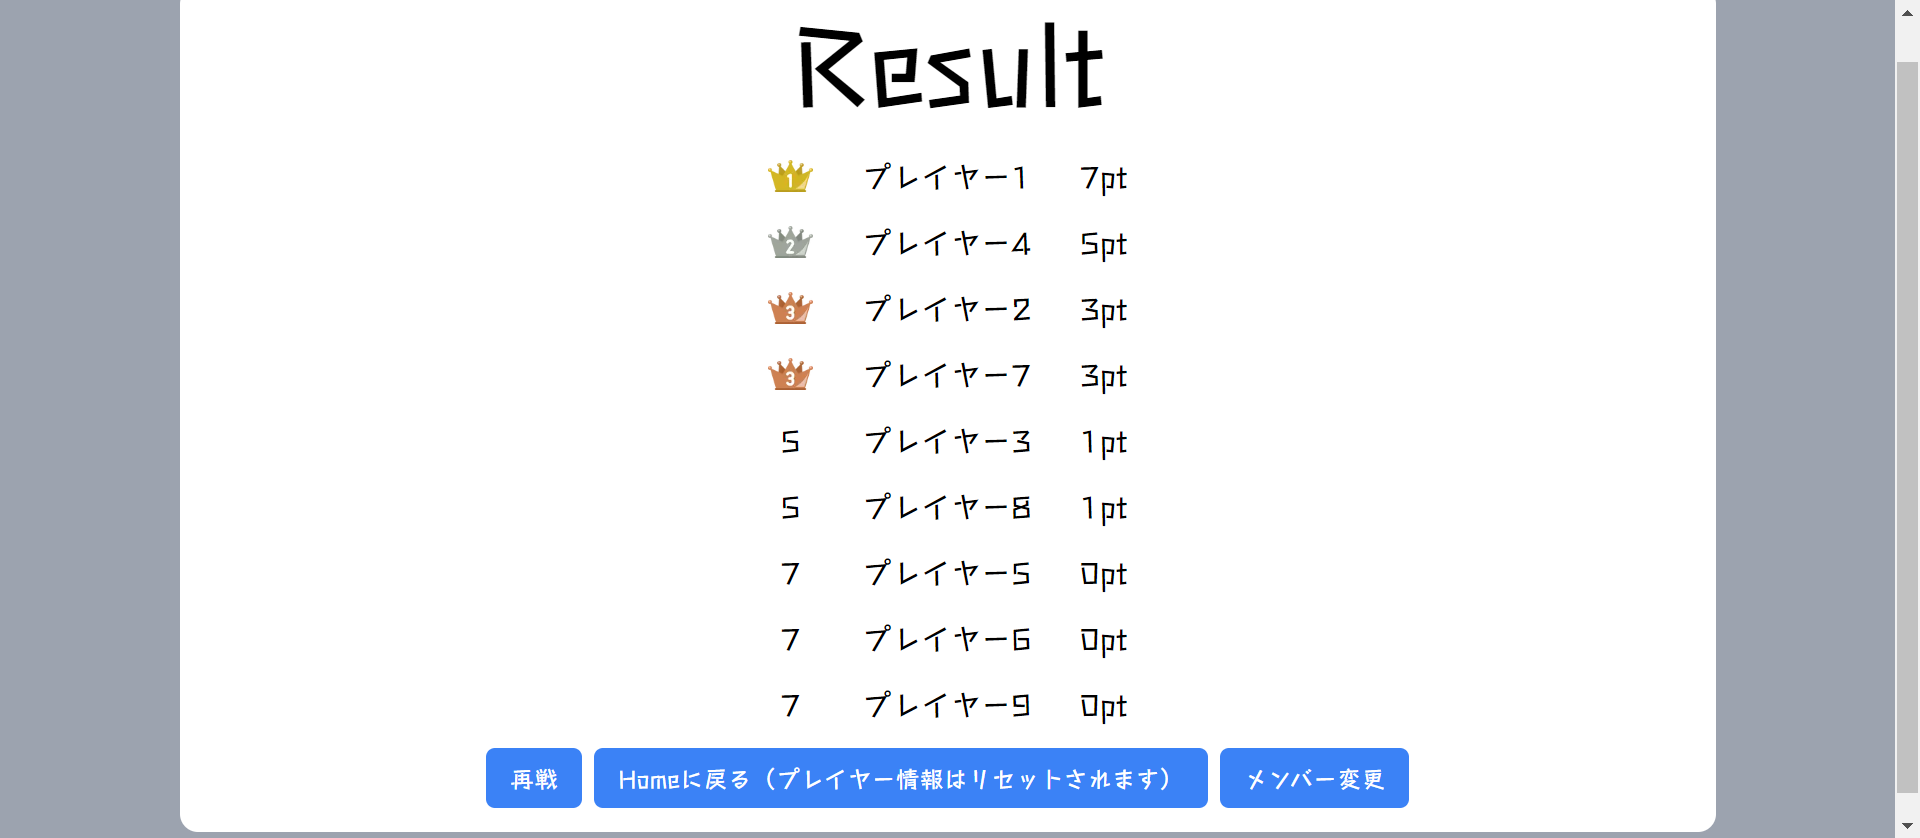 Result
1 プレイヤー1 7pt
2 プレイヤー4 5pt
3 プレイヤー2 3pt
3 プレイヤー7 3pt
5 プレイヤー3 1pt
5 プレイヤー8 1pt
7 プレイヤー5 0pt
7 プレイヤー6 0pt
7 プレイヤー9 0pt
再戦 Homeに戻る（プレイヤー情報はリセットされます） メンバー変更